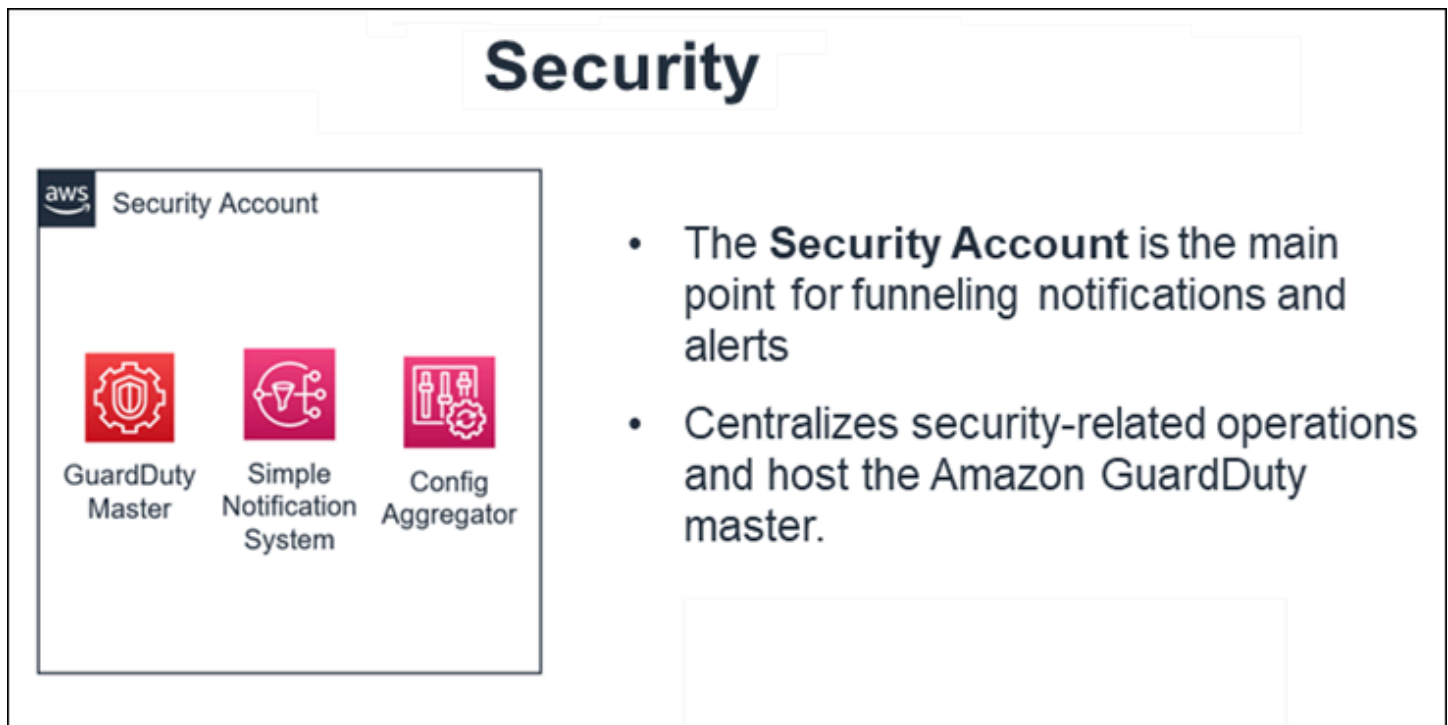 Security
aws
Security Account
GuardDuty
Master
Simple
Notification
System
Config
Aggregator
• The Security Account is the main
point for funneling notifications and
alerts
• Centralizes security-related operations
and host the Amazon GuardDuty
master.